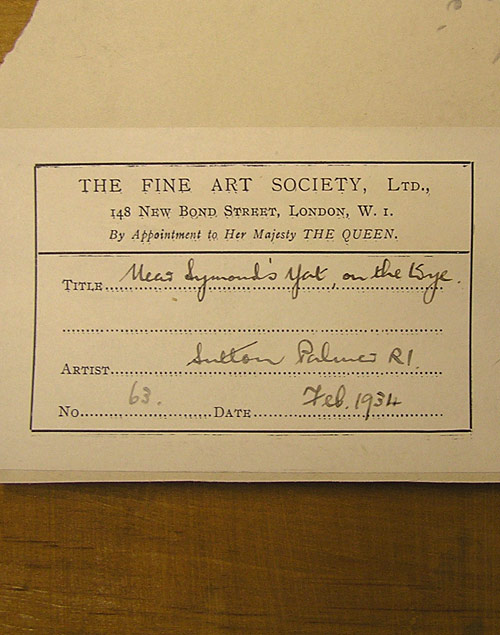 THE FINE ART SOCIETY, LTD.,
148 NEW BOND STREET, LONDON, W. 1.
By Appointment to Her Majesty THE QUEEN.
TITLE Near Symond's Yat, on the Wye.
ARTIST Sutton Palmer RI.
No. 63. DATE Feb. 1934